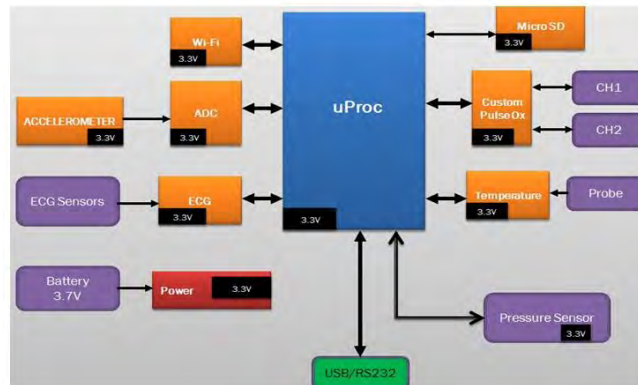 Wi-Fi
3.3V
Micro SD
3.3V
ACCELEROMETER
3.3V
ADC
3.3V
uProc
3.3V
Custom
Pulse Ox
3.3V
CH1
CH2
ECG Sensors
ECG
3.3V
Temperature
3.3V
Probe
Battery
3.7V
Power
3.3V
Pressure Sensor
3.3V
USB/RS232